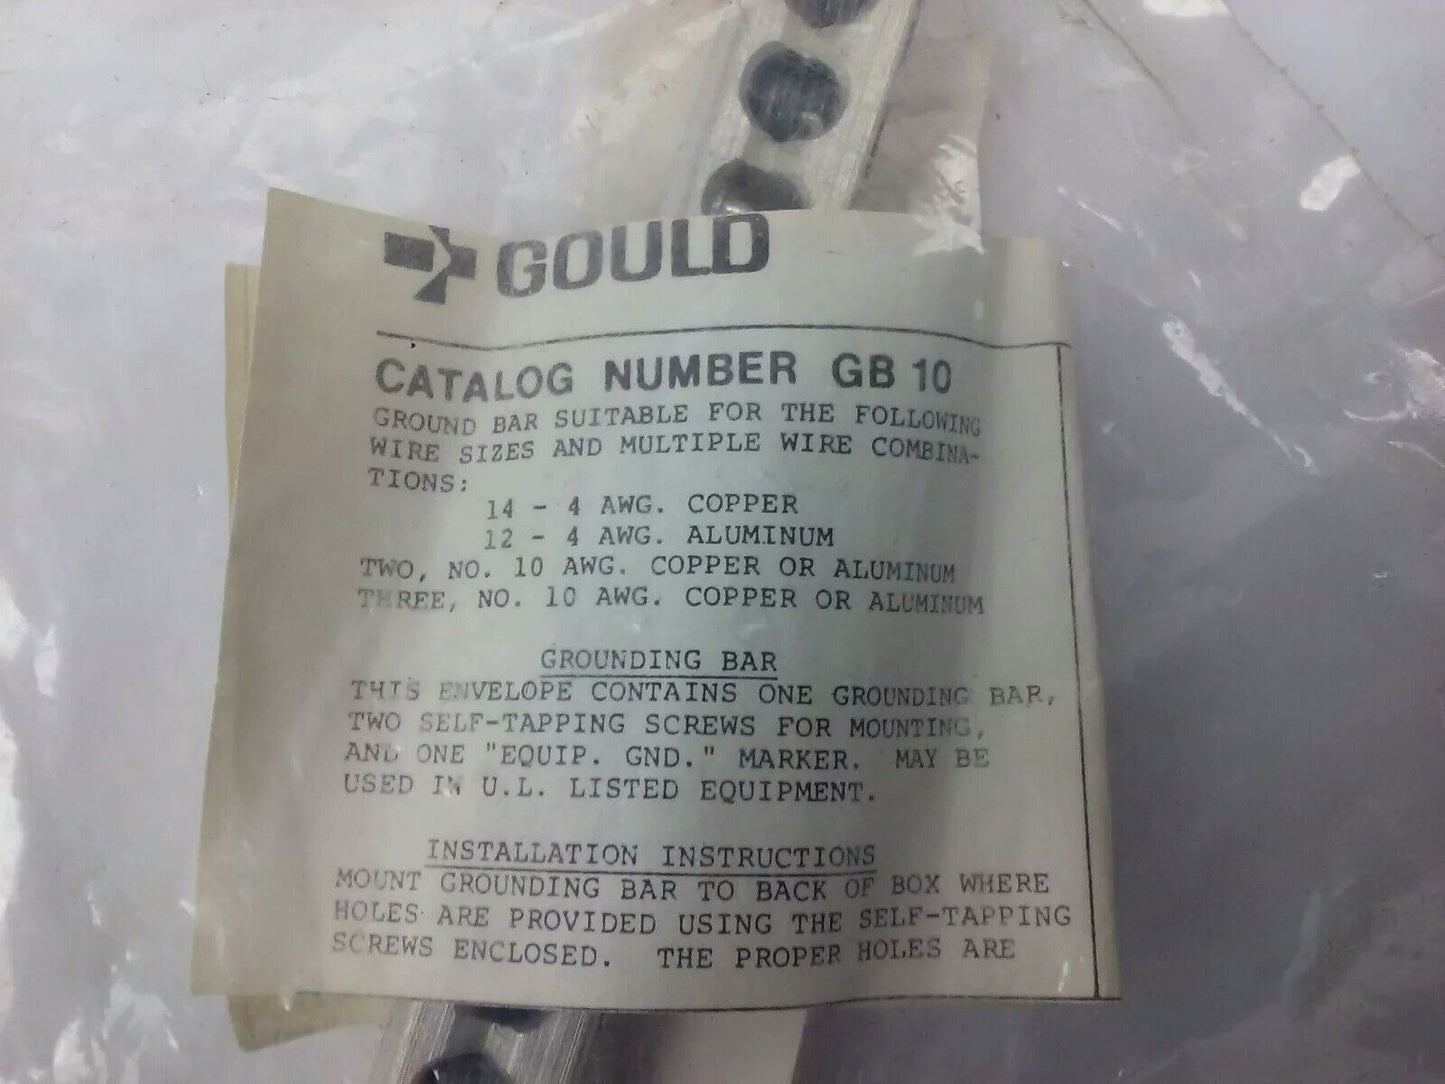 GOULD
CATALOG NUMBER GB 10
GROUND BAR SUITABLE FOR THE FOLLOWING
WIRE SIZES AND MULTIPLE WIRE COMBINA-
TIONS:
14 - 4 AWG. COPPER
12 - 4 AWG. ALUMINUM
TWO, NO. 10 AWG. COPPER OR ALUMINUM
THREE, NO. 10 AWG. COPPER OR ALUMINUM
GROUNDING BAR
THIS ENVELOPE CONTAINS ONE GROUNDING BAR,
TWO SELF-TAPPING SCREWS FOR MOUNTING,
AND ONE "EQUIP. GND." MARKER. MAY BE
USED IN U.L. LISTED EQUIPMENT.
INSTALLATION INSTRUCTIONS
MOUNT GROUNDING BAR TO BACK OF BOX WHERE
HOLES ARE PROVIDED USING THE SELF-TAPPING
SCREWS ENCLOSED. THE PROPER HOLES ARE